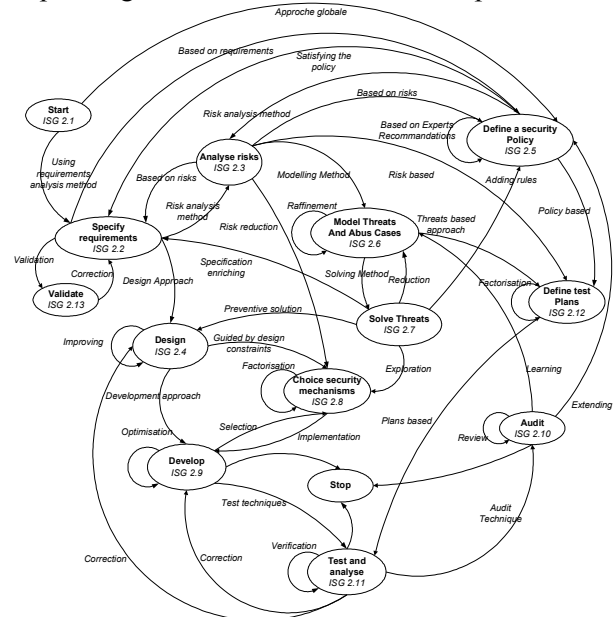 Approche globale
Based on requirements
Satisfying the
policy
Start
ISG 2.1
Based on risks
Risk analysis method
Based on Experts
Recommandations
Define a security
Policy
ISG 2.5
Using
requirements
analysis method
Analyse risks
ISG 2.3
Based on risks
Modelling Method
Risk based
Adding rules
Risk
analysis
method
Raffinement
Model Threats
And Abus Cases
ISG 2.6
Threats based
approach
Policy based
Specify
requirements
ISG 2.2
Risk reduction
Validation
Correction
Specification
enriching
Solving Method
Reduction
Factorisation
Design Approach
Validate
ISG 2.13
Define test
Plans
ISG 2.12
Preventive solution
Solve Threats
ISG 2.7
Improving
Design
ISG 2.4
Guided by design
constraints
Factorisation
Exploration
Learning
Choice security
mechanisms
ISG 2.8
Development approach
Extending
Optimisation
Selection
Implementation
Plans based
Review
Audit
ISG 2.10
Develop
ISG 2.9
Stop
Test techniques
Audit
Technique
Correction
Correction
Verification
Test and
analyse
ISG 2.11